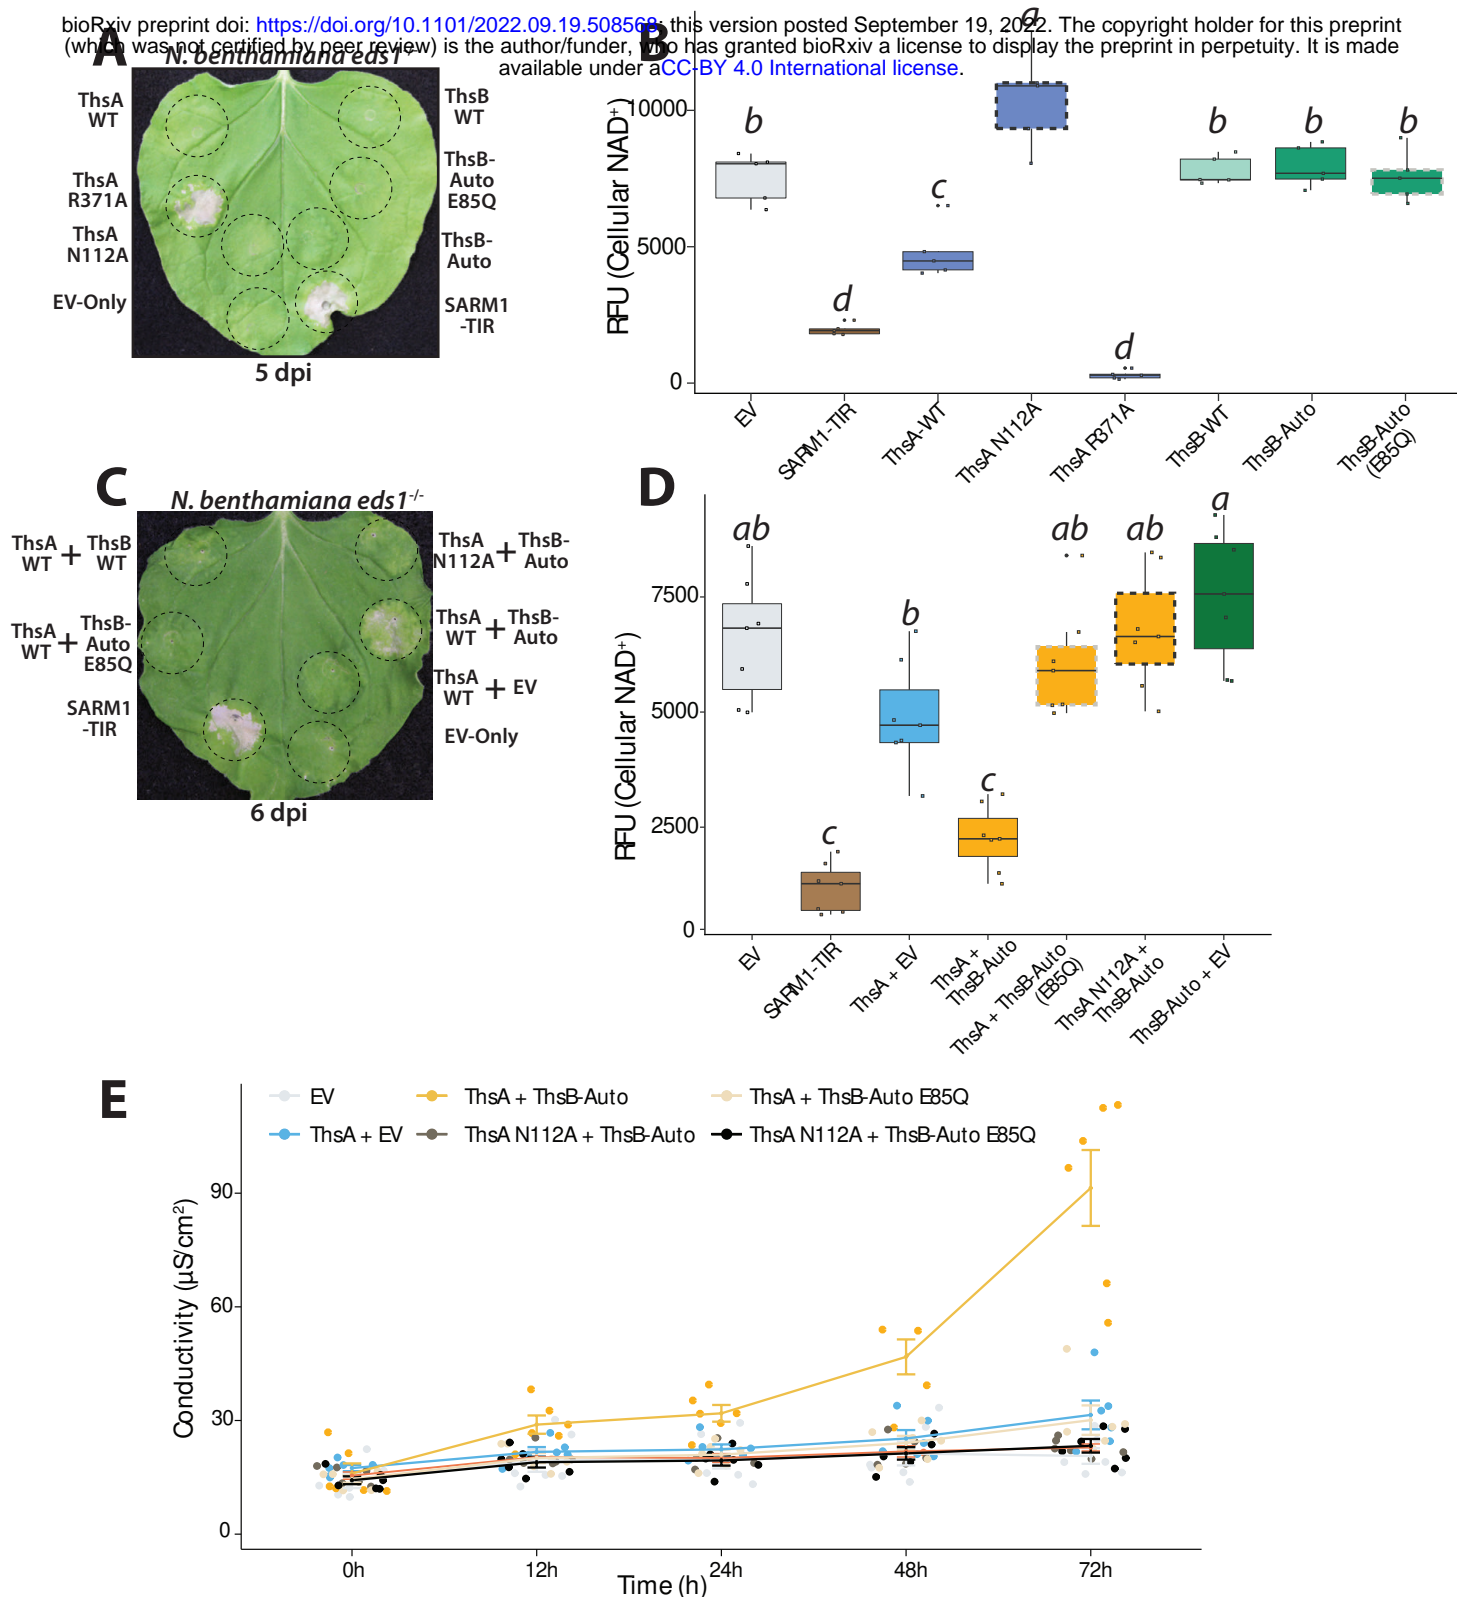 bioRxiv preprint doi: https://doi.org/10.1101/2022.09.19.508568; this version posted September 19, 2022. The copyright holder for this preprint
(which was not certified by peer review) is the author/funder, who has granted bioRxiv a license to display the preprint in perpetuity. It is made
available under aCC-BY 4.0 International license.
A
N. benthamiana eds1-/-
ThsA
WT
ThsA
R371A
ThsA
N112A
EV-Only
ThsB
WT
ThsB-
Auto
E85Q
ThsB-
Auto
SARM1
-TIR
5 dpi
B
RFU (Cellular NAD+)
10000
5000
0
b
d
c
a
d
b
b
b
EV
SARM1-TIR
ThsA-WT
ThsA N112A
ThsA R371A
ThsB-WT
ThsB-Auto
ThsB-Auto
(E85Q)
C
N. benthamiana eds1-/-
ThsA + ThsB
WT WT
ThsA + ThsB-
WT Auto
E85Q
SARM1
-TIR
ThsA + ThsB-
N112A Auto
ThsA + ThsB-
WT Auto
ThsA + EV
WT
EV-Only
6 dpi
D
RFU (Cellular NAD+)
7500
5000
2500
0
ab
c
b
c
ab
ab
a
EV
SARM1-TIR
ThsA + EV
ThsA +
ThsB-Auto
ThsA + ThsB-Auto
(E85Q)
ThsA N112A +
ThsB-Auto
ThsB-Auto + EV
E
EV
ThsA + ThsB-Auto
ThsA + ThsB-Auto E85Q
ThsA + EV
ThsA N112A + ThsB-Auto
ThsA N112A + ThsB-Auto E85Q
Conductivity (µS/cm²)
90
60
30
0
0h
12h
24h
48h
72h
Time (h)